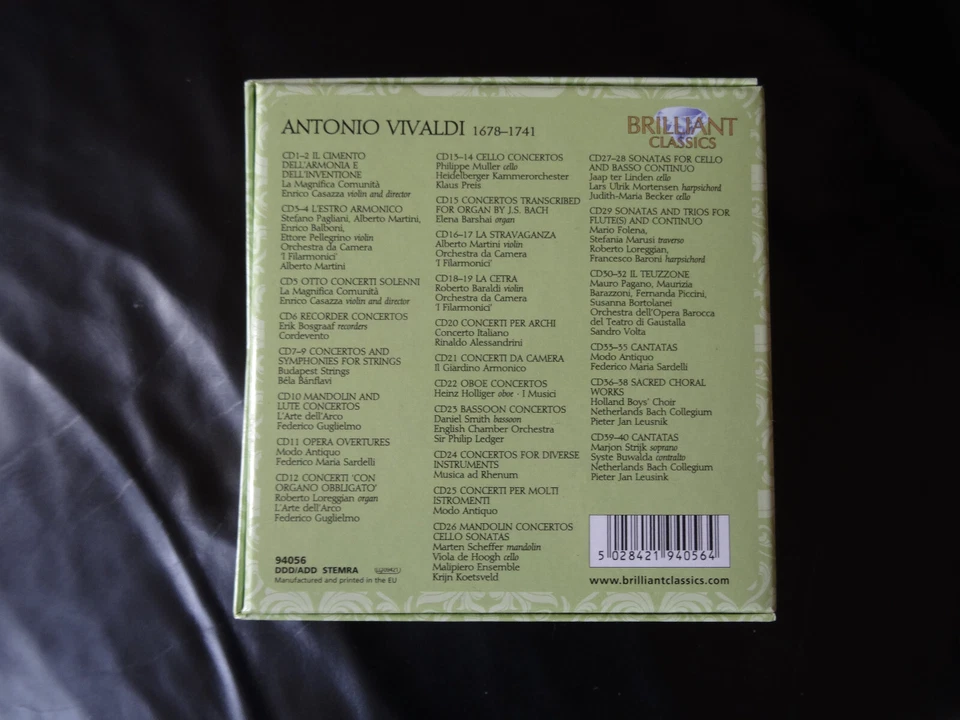 ANTONIO VIVALDI 1678–1741
BRILLIANT
CLASSICS
CD1–2 IL CIMENTO
DELL'ARMONIA E
DELL'INVENTIONE
La Magnifica Comunità
Enrico Casazza violin and director
CD3–4 L'ESTRO ARMONICO
Stefano Pagliani, Alberto Martini,
Enrico Balboni,
Ettore Pellegrino violin
Orchestra da Camera
'I Filarmonici'
Alberto Martini
CD5 OTTO CONCERTI SOLENNI
La Magnifica Comunità
Enrico Casazza violin and director
CD6 RECORDER CONCERTOS
Erik Bosgraaf recorders
Cordevento
CD7–9 CONCERTOS AND
SYMPHONIES FOR STRINGS
Budapest Strings
Béla Bánflavi
CD10 MANDOLIN AND
LUTE CONCERTOS
L'Arte dell'Arco
Federico Guglielmo
CD11 OPERA OVERTURES
Modo Antiquo
Federico Maria Sardelli
CD12 CONCERTI 'CON
ORGANO OBBLIGATO'
Roberto Loreggian organ
L'Arte dell'Arco
Federico Guglielmo
CD13–14 CELLO CONCERTOS
Philippe Muller cello
Heidelberger Kammerorchester
Klaus Preis
CD15 CONCERTOS TRANSCRIBED
FOR ORGAN BY J.S. BACH
Elena Barshai organ
CD16–17 LA STRAVAGANZA
Alberto Martini violin
Orchestra da Camera
'I Filarmonici'
CD18–19 LA CETRA
Roberto Baraldi violin
Orchestra da Camera
'I Filarmonici'
CD20 CONCERTI PER ARCHI
Concerto Italiano
Rinaldo Alessandrini
CD21 CONCERTI DA CAMERA
Il Giardino Armonico
CD22 OBOE CONCERTOS
Heinz Holliger oboe · I Musici
CD23 BASSOON CONCERTOS
Daniel Smith bassoon
English Chamber Orchestra
Sir Philip Ledger
CD24 CONCERTOS FOR DIVERSE
INSTRUMENTS
Musica ad Rhenum
CD25 CONCERTI PER MOLTI
ISTROMENTI
Modo Antiquo
CD26 MANDOLIN CONCERTOS
CELLO SONATAS
Marten Scheffer mandolin
Viola de Hoogh cello
Malipiero Ensemble
Krijn Koetsveld
CD27–28 SONATAS FOR CELLO
AND BASSO CONTINUO
Jaap ter Linden cello
Lars Ulrik Mortensen harpsichord
Judith-Maria Becker cello
CD29 SONATAS AND TRIOS FOR
FLUTE(S) AND CONTINUO
Mario Folena,
Stefania Marusi traverso
Roberto Loreggian,
Francesco Baroni harpsichord
CD30–32 IL TEUZZONE
Mauro Pagano, Maurizia
Barazzoni, Fernanda Piccini,
Susanna Bortolanei
Orchestra dell'Opera Barocca
del Teatro di Guastalla
Sandro Volta
CD33–35 CANTATAS
Modo Antiquo
Federico Maria Sardelli
CD36–38 SACRED CHORAL
WORKS
Holland Boys' Choir
Netherlands Bach Collegium
Pieter Jan Leusnik
CD39–40 CANTATAS
Marjon Strijk soprano
Sytse Buwalda contralto
Netherlands Bach Collegium
Pieter Jan Leusink
94056
DDD/ADD STEMRA
Manufactured and printed in the EU
5 028421 940564
www.brilliantclassics.com